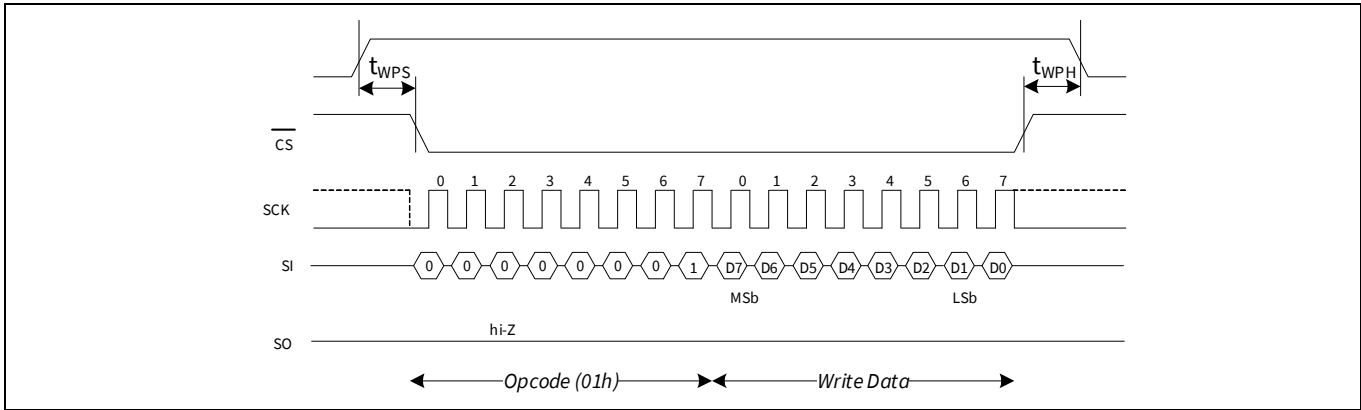 tWPS tWPH
CS
0 1 2 3 4 5 6 7 0 1 2 3 4 5 6 7
SCK
SI 0 0 0 0 0 0 0 1 D7 D6 D5 D4 D3 D2 D1 D0
MSb LSb
hi-Z
SO
Opcode (01h) Write Data